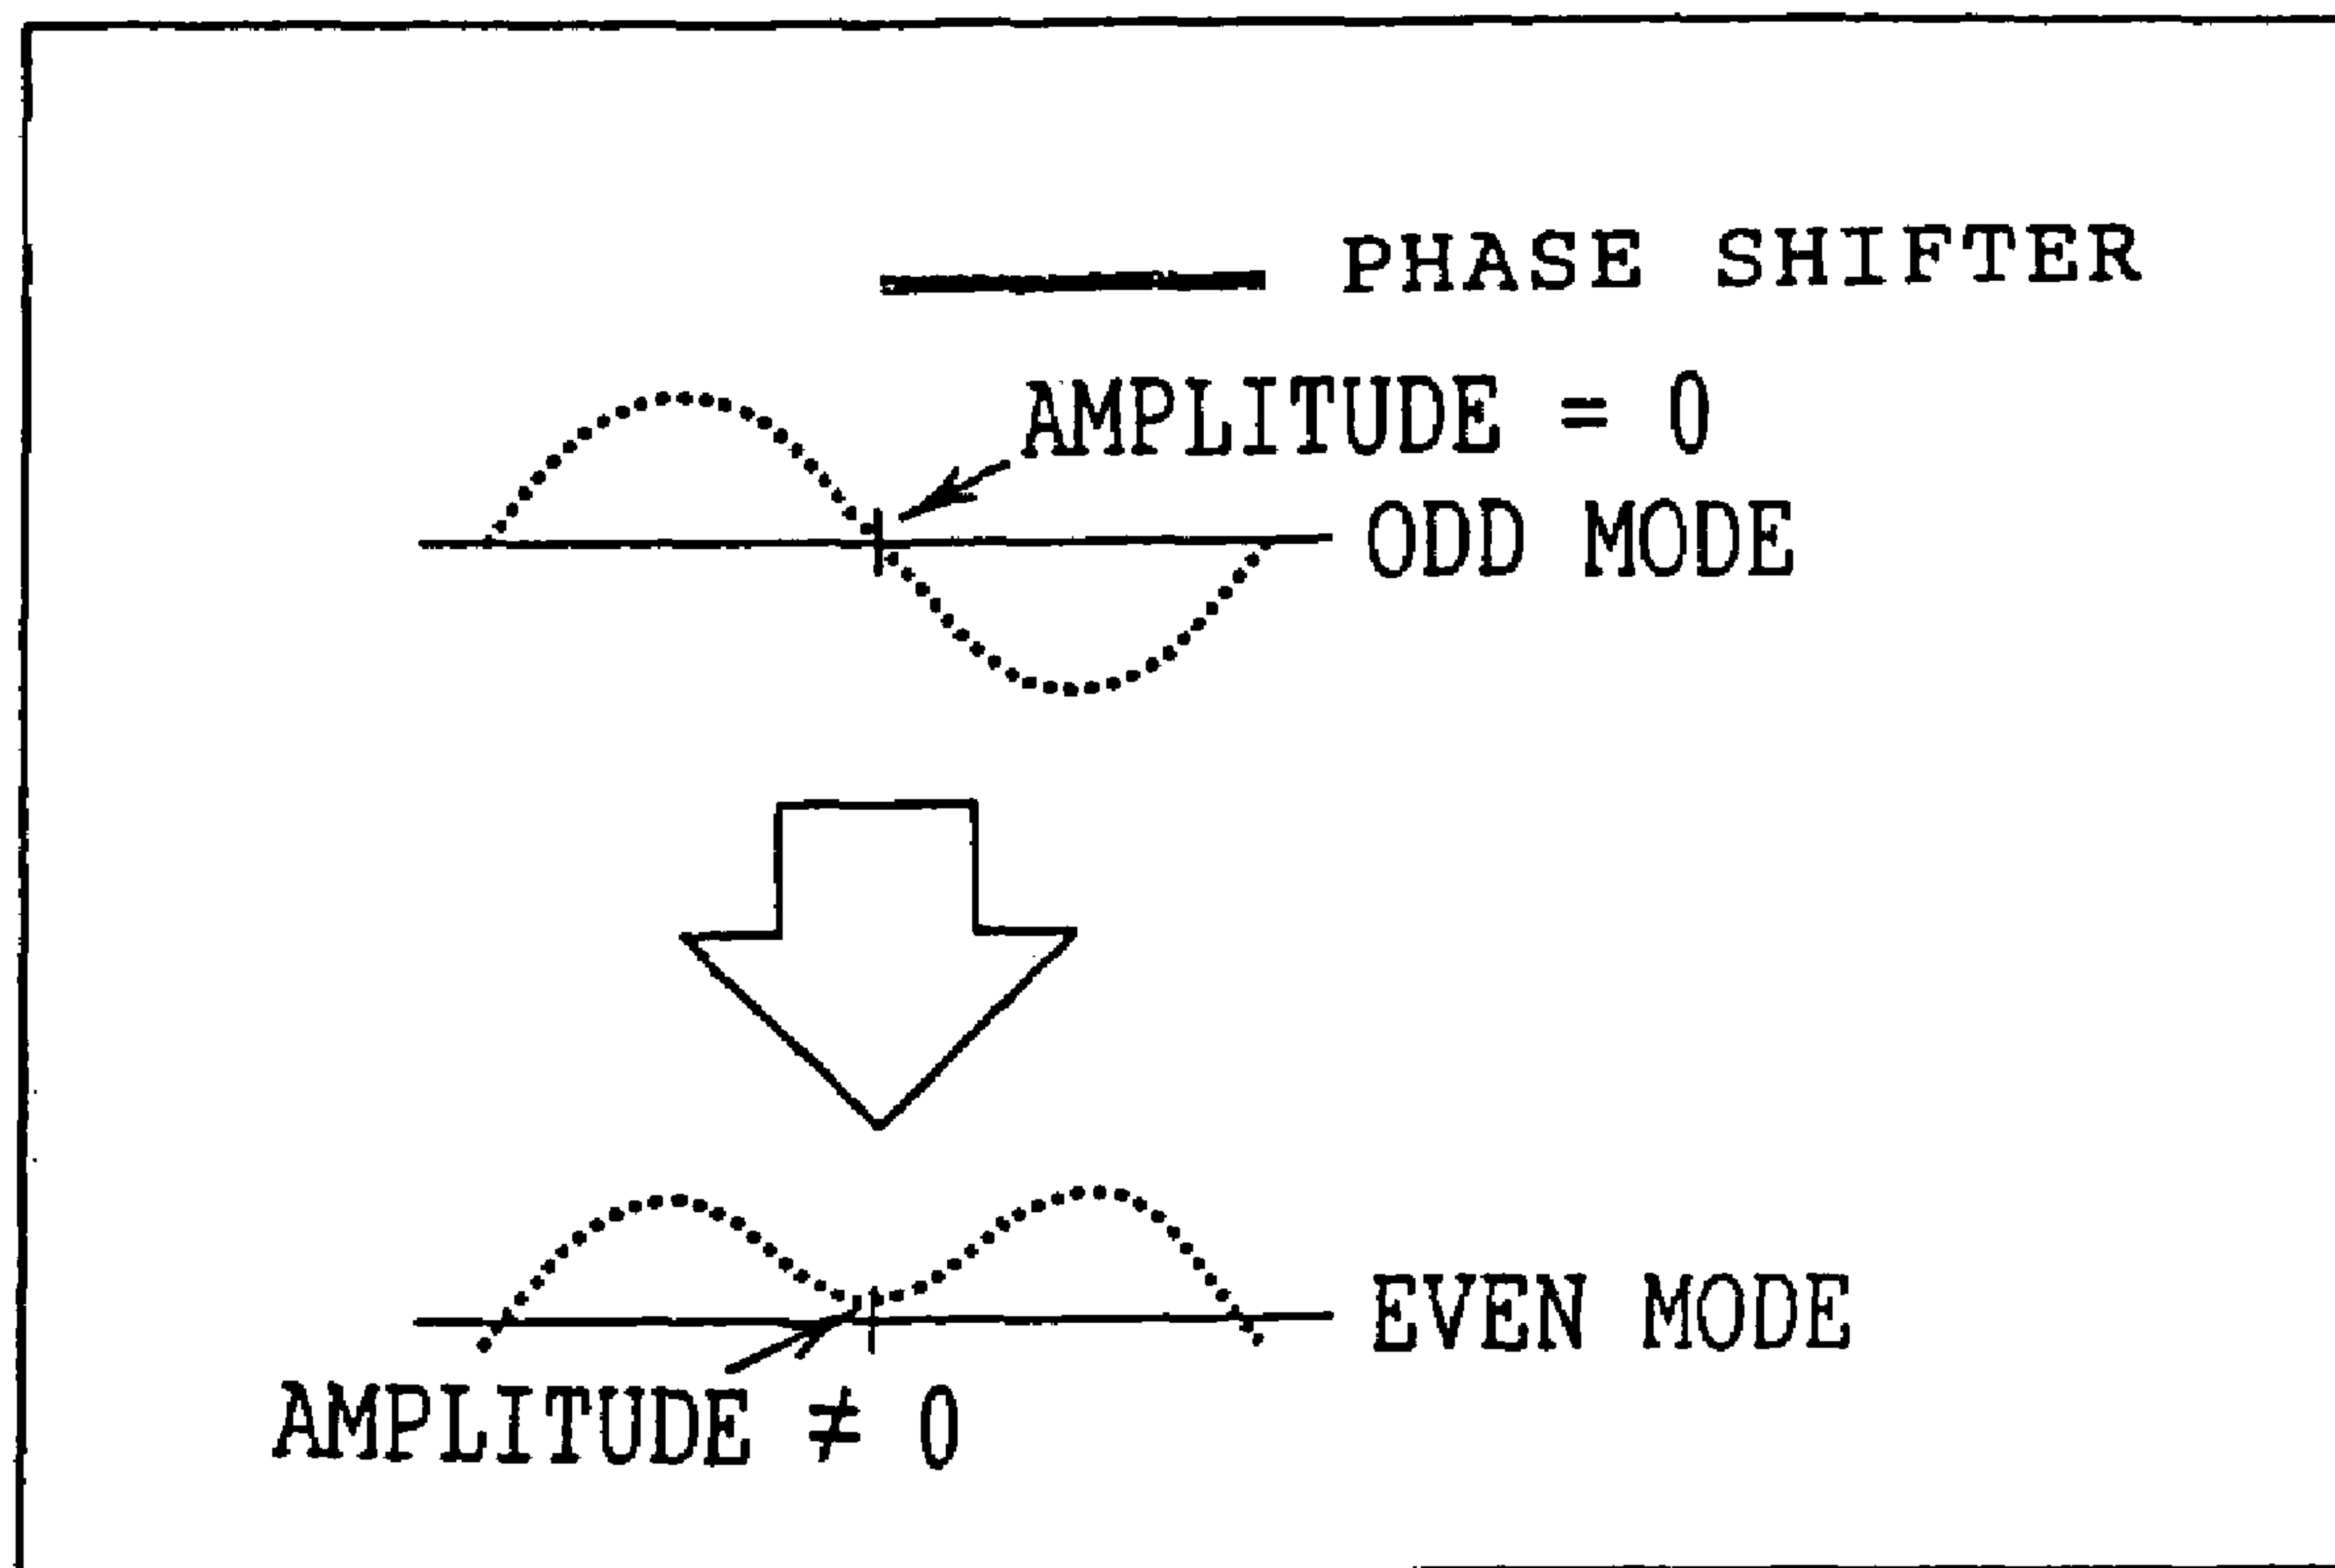 PHASE SHIFTER
AMPLITUDE = 0
ODD MODE
EVEN MODE
AMPLITUDE ≠ 0